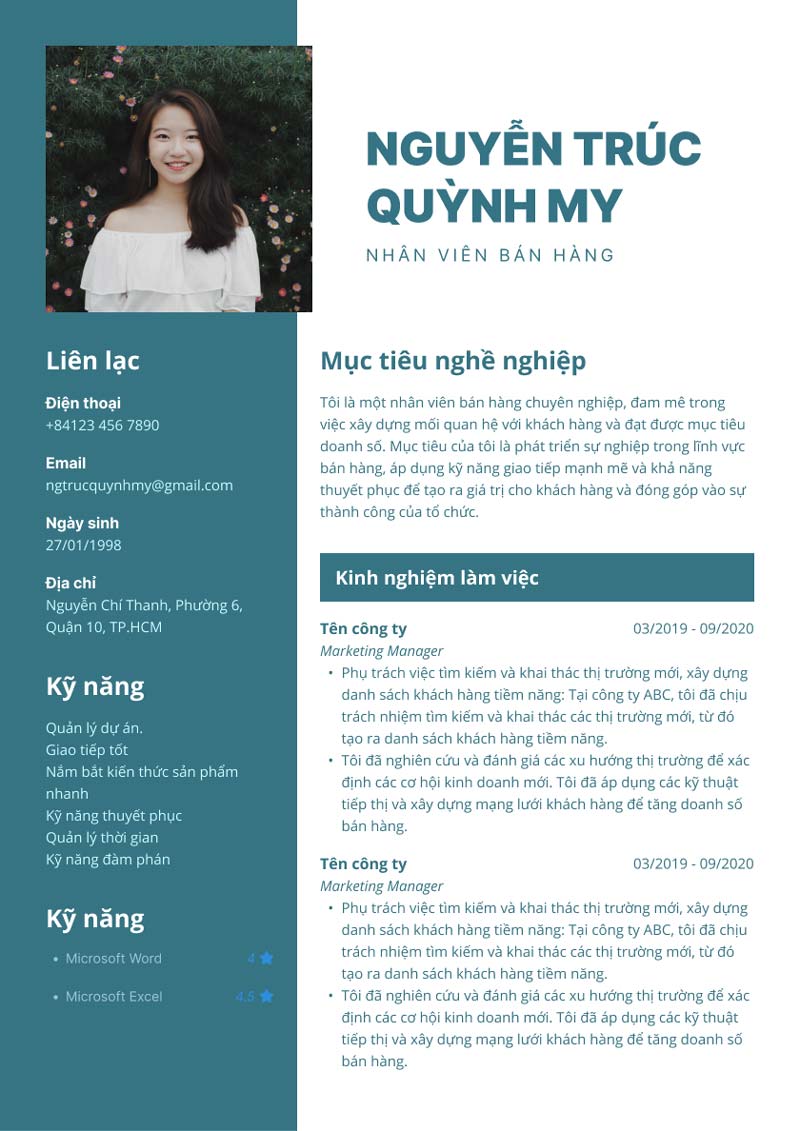 NGUYỄN TRÚC
QUỲNH MY
NHÂN VIÊN BÁN HÀNG
Liên lạc
Điện thoại
+84123 456 7890
Email
ngtrucquynhmy@gmail.com
Ngày sinh
27/01/1998
Địa chỉ
Nguyễn Chí Thanh, Phường 6,
Quận 10, TP.HCM
Kỹ năng
Quản lý dự án.
Giao tiếp tốt
Nắm bắt kiến thức sản phẩm
nhanh
Kỹ năng thuyết phục
Quản lý thời gian
Kỹ năng đàm phán
Kỹ năng
• Microsoft Word 4
• Microsoft Excel 4.5
Mục tiêu nghề nghiệp
Tôi là một nhân viên bán hàng chuyên nghiệp, đam mê trong
việc xây dựng mối quan hệ với khách hàng và đạt được mục tiêu
doanh số. Mục tiêu của tôi là phát triển sự nghiệp trong lĩnh vực
bán hàng, áp dụng kỹ năng giao tiếp mạnh mẽ và khả năng
thuyết phục để tạo ra giá trị cho khách hàng và đóng góp vào sự
thành công của tổ chức.
Kinh nghiệm làm việc
Tên công ty 03/2019 - 09/2020
Marketing Manager
• Phụ trách việc tìm kiếm và khai thác thị trường mới, xây dựng
danh sách khách hàng tiềm năng: Tại công ty ABC, tôi đã chịu
trách nhiệm tìm kiếm và khai thác các thị trường mới, từ đó
tạo ra danh sách khách hàng tiềm năng.
• Tôi đã nghiên cứu và đánh giá các xu hướng thị trường để xác
định các cơ hội kinh doanh mới. Tôi đã áp dụng các kỹ thuật
tiếp thị và xây dựng mạng lưới khách hàng để tăng doanh số
bán hàng.
Tên công ty 03/2019 - 09/2020
Marketing Manager
• Phụ trách việc tìm kiếm và khai thác thị trường mới, xây dựng
danh sách khách hàng tiềm năng: Tại công ty ABC, tôi đã chịu
trách nhiệm tìm kiếm và khai thác các thị trường mới, từ đó
tạo ra danh sách khách hàng tiềm năng.
• Tôi đã nghiên cứu và đánh giá các xu hướng thị trường để xác
định các cơ hội kinh doanh mới. Tôi đã áp dụng các kỹ thuật
tiếp thị và xây dựng mạng lưới khách hàng để tăng doanh số
bán hàng.